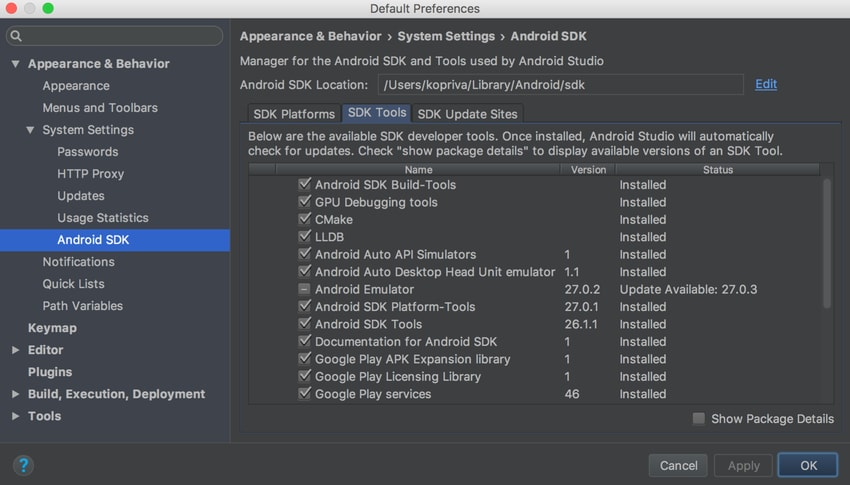 Default Preferences
Appearance & Behavior
Appearance
Menus and Toolbars
System Settings
Passwords
HTTP Proxy
Updates
Usage Statistics
Android SDK
Notifications
Quick Lists
Path Variables
Keymap
Editor
Plugins
Build, Execution, Deployment
Tools
?
Appearance & Behavior › System Settings › Android SDK
Manager for the Android SDK and Tools used by Android Studio
Android SDK Location: /Users/kopriva/Library/Android/sdk Edit
SDK Platforms SDK Tools SDK Update Sites
Below are the available SDK developer tools. Once installed, Android Studio will automatically
check for updates. Check "show package details" to display available versions of an SDK Tool.
Name Version Status
Android SDK Build-Tools Installed
GPU Debugging tools Installed
CMake Installed
LLDB Installed
Android Auto API Simulators 1 Installed
Android Auto Desktop Head Unit emulator 1.1 Installed
Android Emulator 27.0.2 Update Available: 27.0.3
Android SDK Platform-Tools 27.0.1 Installed
Android SDK Tools 26.1.1 Installed
Documentation for Android SDK 1 Installed
Google Play APK Expansion library 1 Installed
Google Play Licensing Library 1 Installed
Google Play services 46 Installed
Show Package Details
Cancel Apply OK